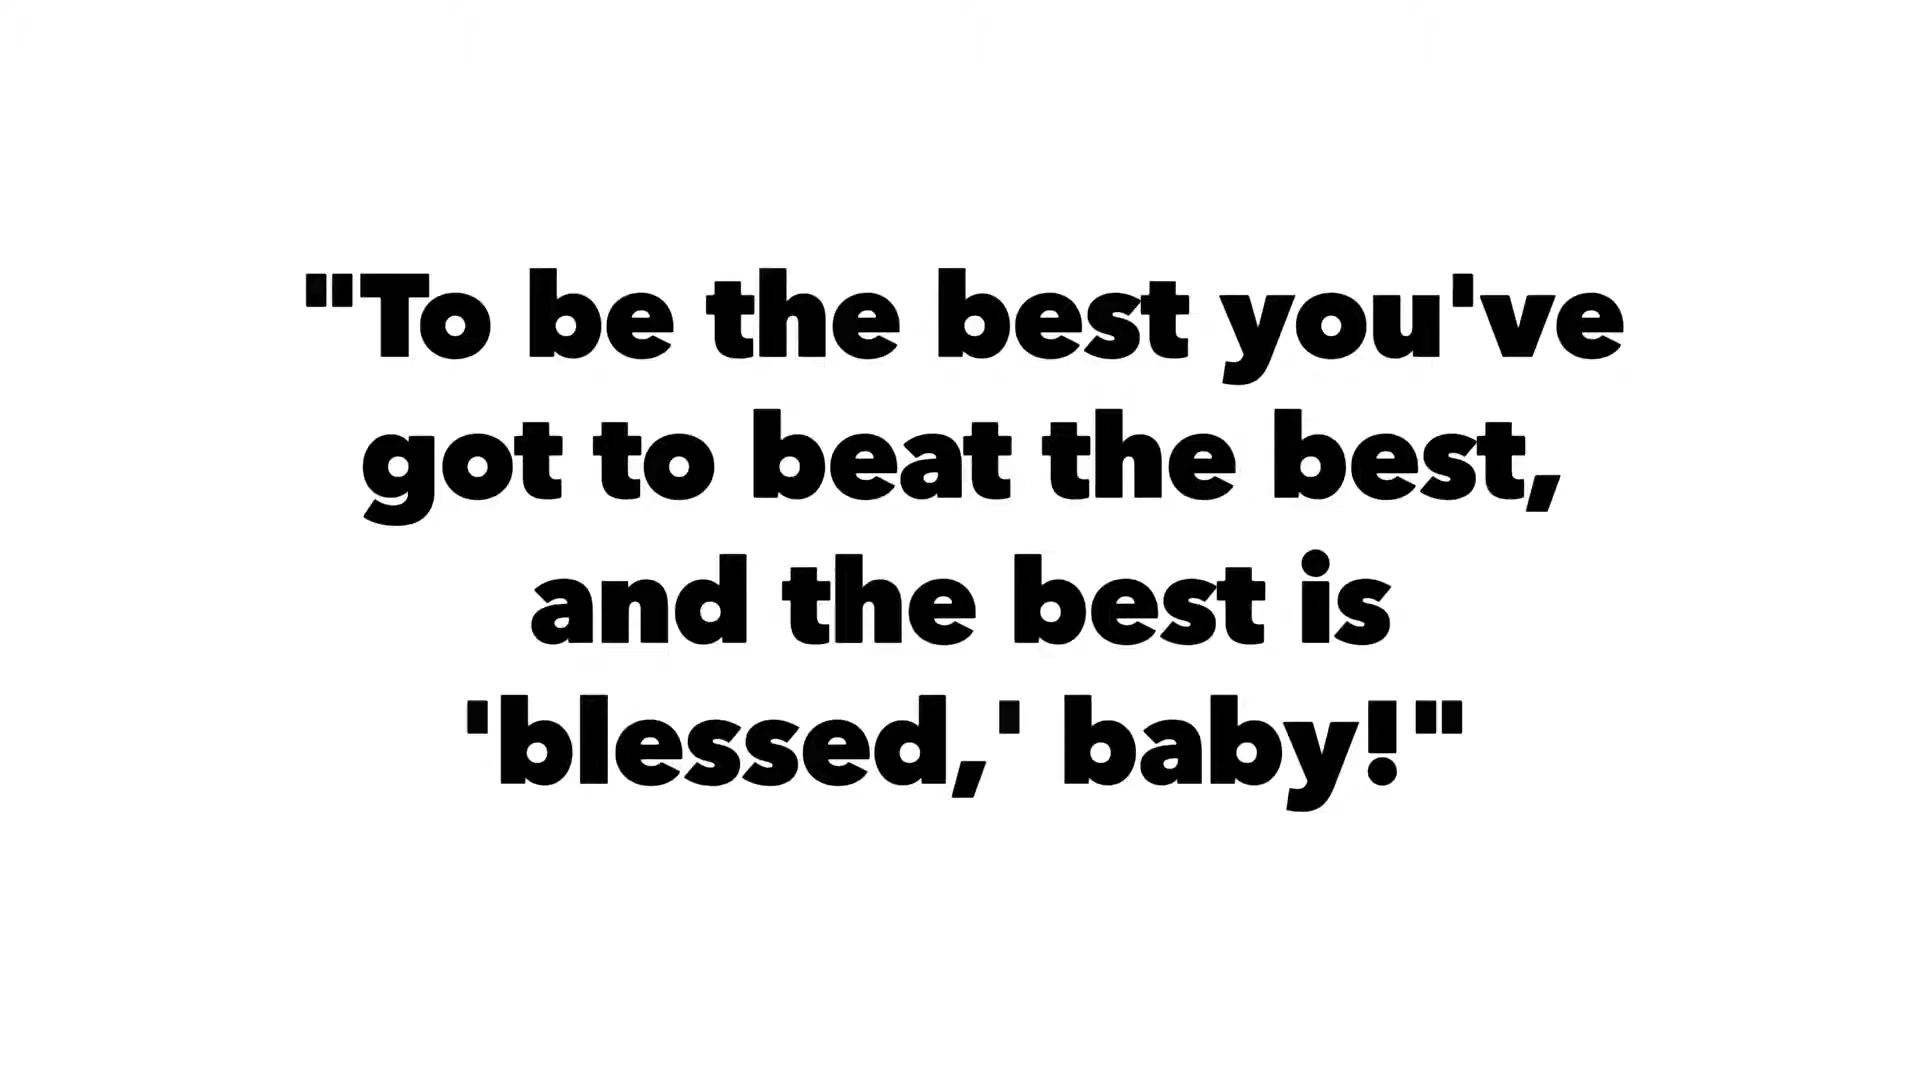 "To be the best you've
got to beat the best,
and the best is
'blessed,' baby!"